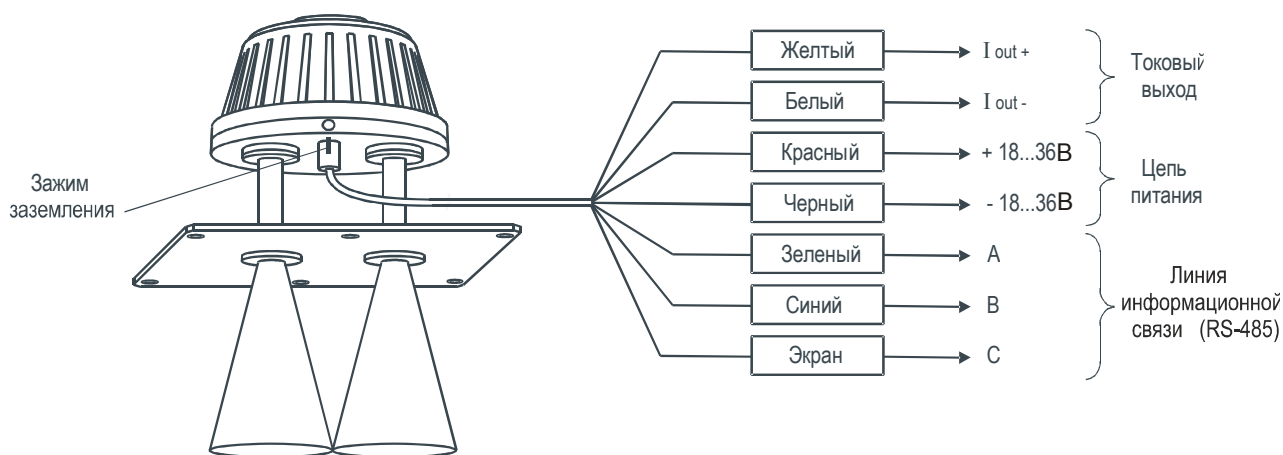 Желтый I out +
Белый I out -
Токовый
выход
Красный + 18...36В
Черный - 18...36В
Цепь
питания
Зеленый A
Синий B
Экран C
Линия
информационной
связи (RS-485)
Зажим
заземления